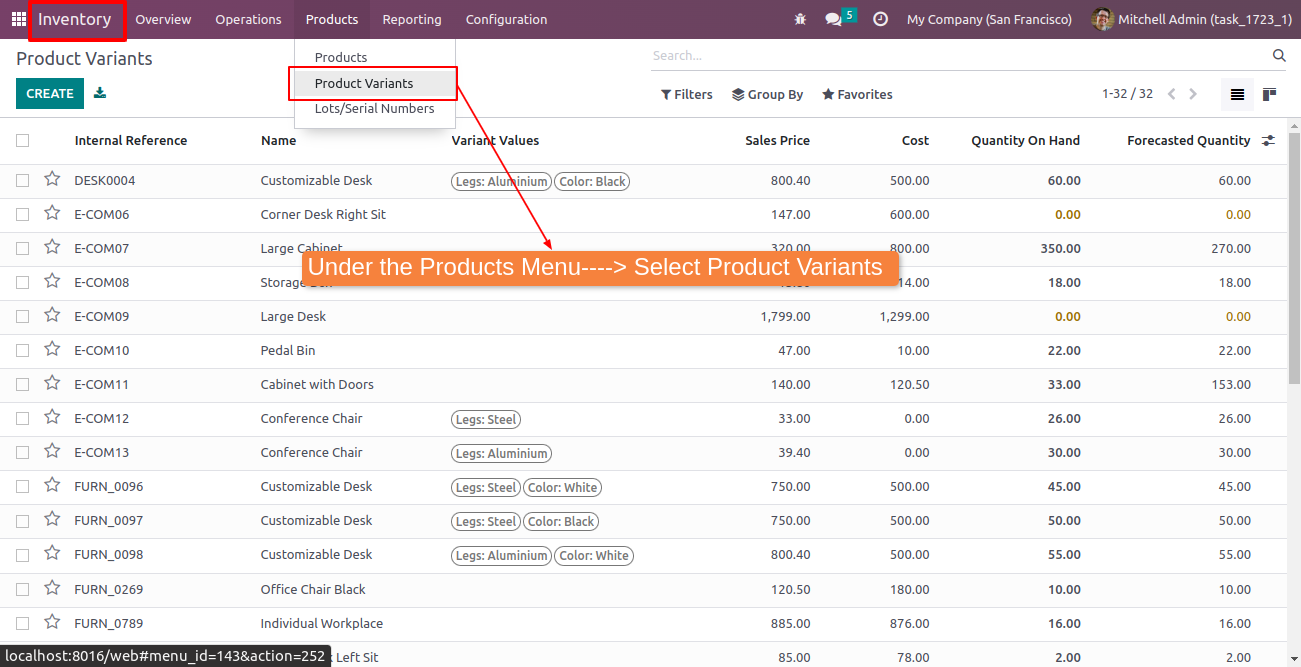 Inventory Overview Operations Products Reporting Configuration 5 My Company (San Francisco) Mitchell Admin (task_1723_1)
Product Variants
Search...
Products
Product Variants
Lots/Serial Numbers
CREATE
Filters Group By Favorites 1-32 / 32
Internal Reference Name Variant Values Sales Price Cost Quantity On Hand Forecasted Quantity
DESK0004 Customizable Desk Legs: Aluminium Color: Black 800.40 500.00 60.00 60.00
E-COM06 Corner Desk Right Sit 147.00 600.00 0.00 0.00
E-COM07 Large Cabinet 320.00 800.00 350.00 270.00
Under the Products Menu----> Select Product Variants
E-COM08 Storage 14.00 18.00 18.00
E-COM09 Large Desk 1,799.00 1,299.00 0.00 0.00
E-COM10 Pedal Bin 47.00 10.00 22.00 22.00
E-COM11 Cabinet with Doors 140.00 120.50 33.00 153.00
E-COM12 Conference Chair Legs: Steel 33.00 0.00 26.00 26.00
E-COM13 Conference Chair Legs: Aluminium 39.40 0.00 30.00 30.00
FURN_0096 Customizable Desk Legs: Steel Color: White 750.00 500.00 45.00 45.00
FURN_0097 Customizable Desk Legs: Steel Color: Black 750.00 500.00 50.00 50.00
FURN_0098 Customizable Desk Legs: Aluminium Color: White 800.40 500.00 55.00 55.00
FURN_0269 Office Chair Black 120.50 180.00 10.00 10.00
FURN_0789 Individual Workplace 885.00 876.00 16.00 16.00
localhost:8016/web#menu_id=143&action=252 Left Sit 85.00 78.00 2.00 2.00